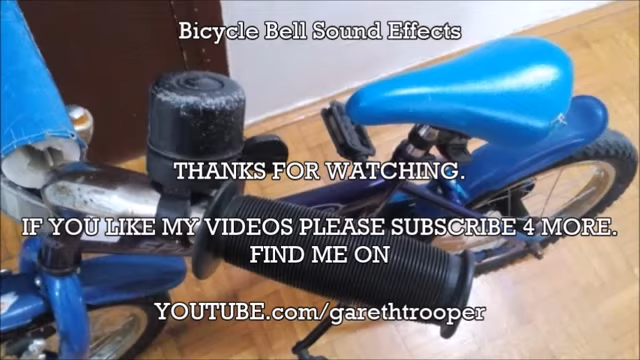 Bicycle Bell Sound Effects
THANKS FOR WATCHING.
IF YOU LIKE MY VIDEOS PLEASE SUBSCRIBE 4 MORE.
FIND ME ON
YOUTUBE.com/garethtrooper